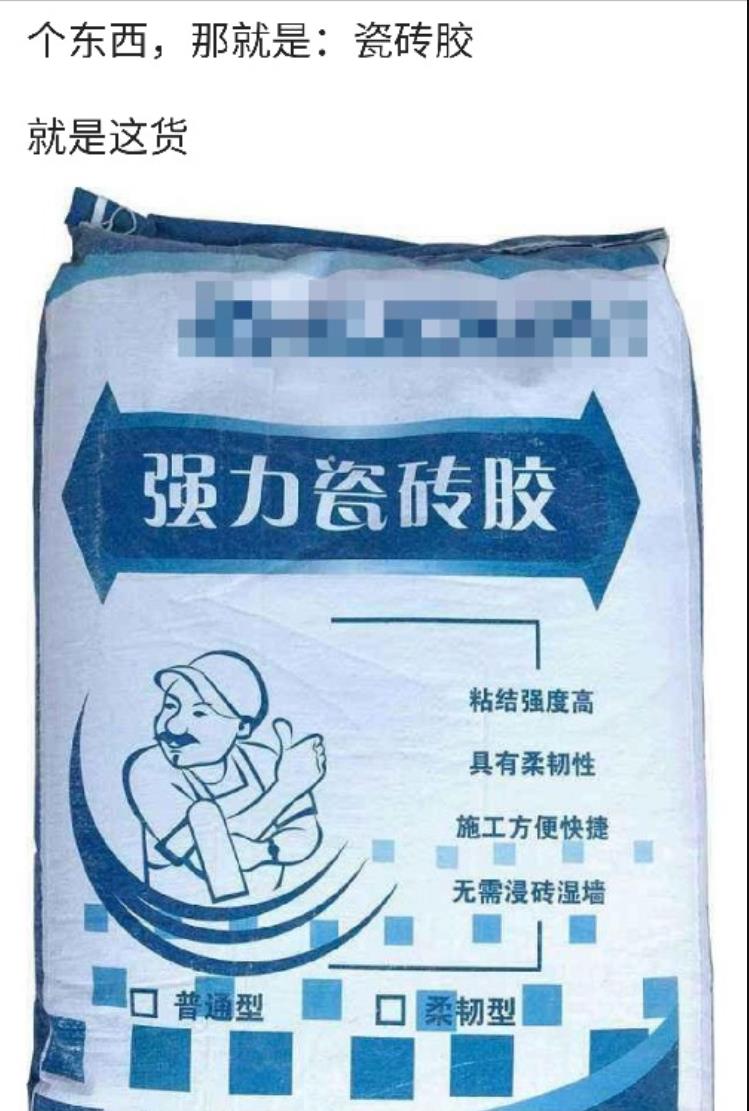 个东西，那就是：瓷砖胶
就是这货
强力瓷砖胶
粘结强度高
具有柔韧性
施工方便快捷
无需浸砖湿墙
普通型
柔韧型